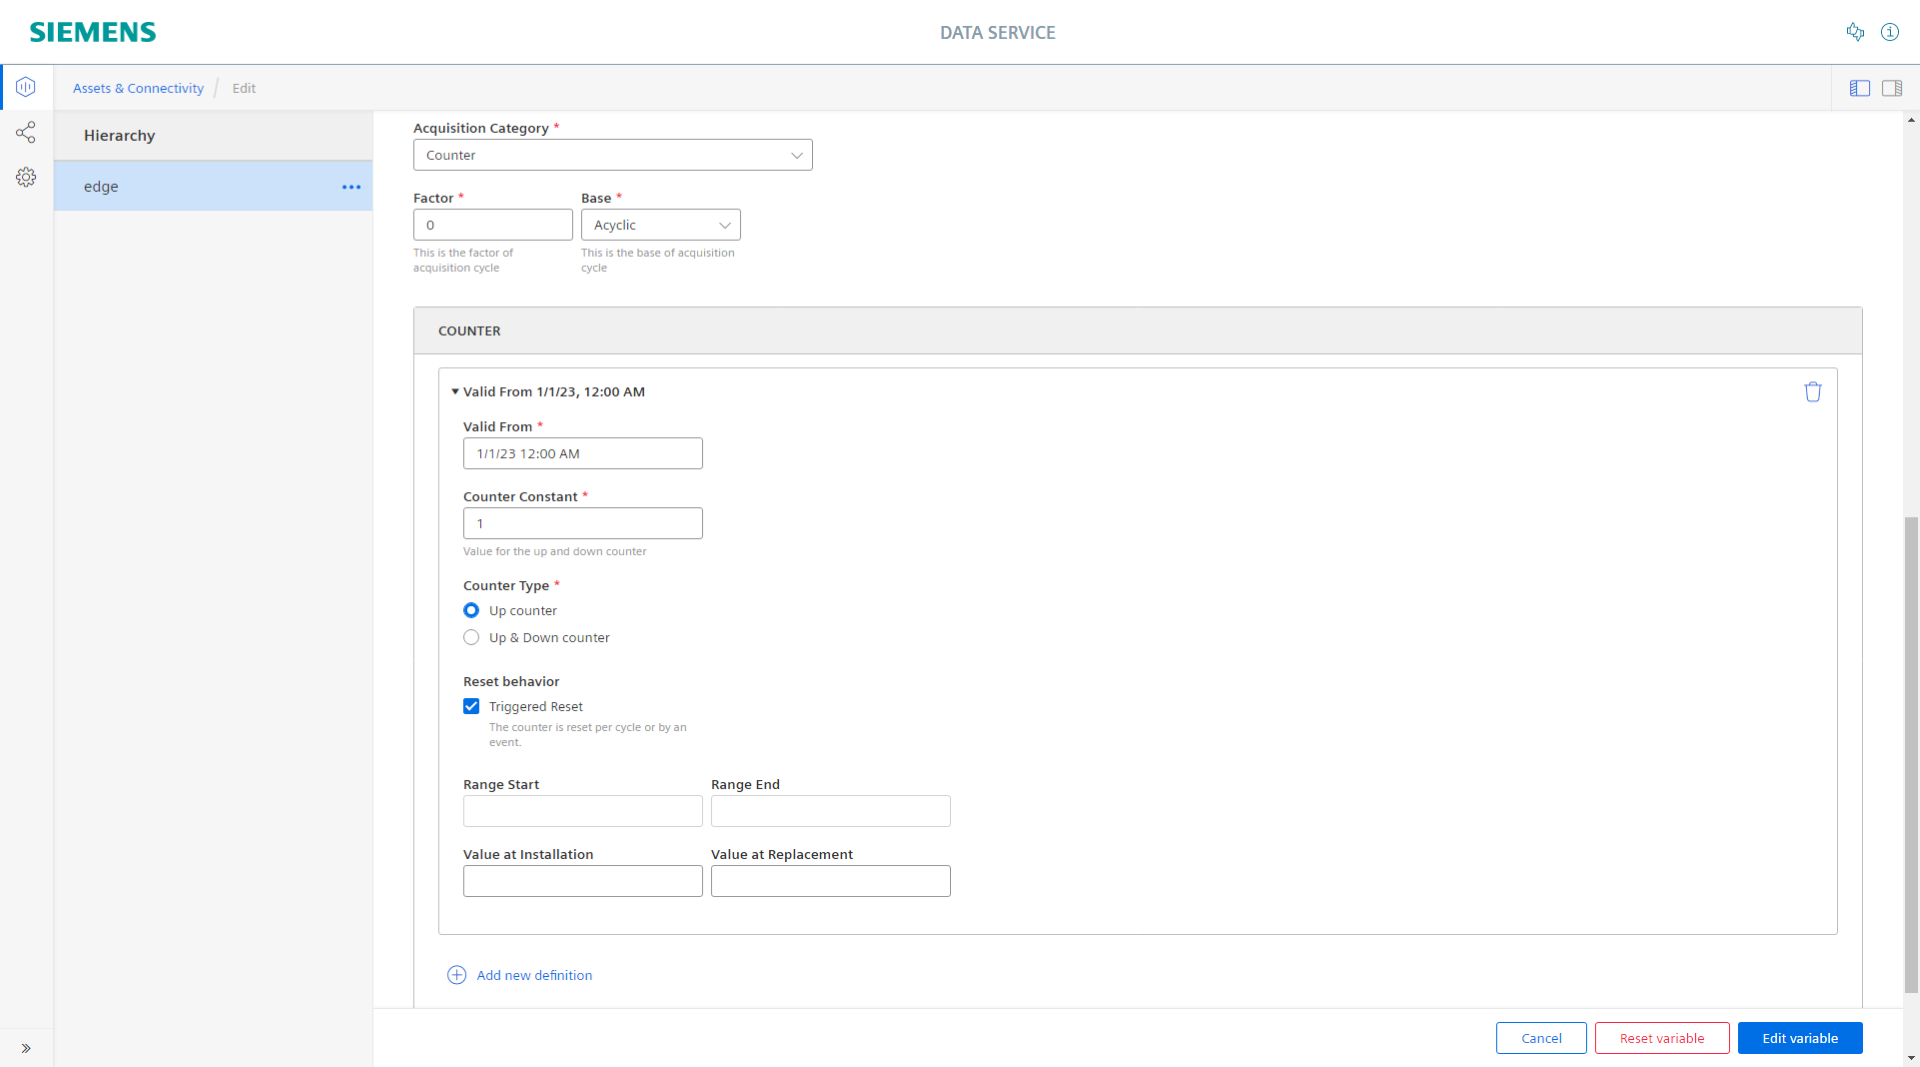 SIEMENS
DATA SERVICE
Assets & Connectivity / Edit
Hierarchy
edge
Acquisition Category *
Counter
Factor * Base *
0 Acyclic
This is the factor of acquisition cycle
This is the base of acquisition cycle
COUNTER
Valid From 1/1/23, 12:00 AM
Valid From *
1/1/23 12:00 AM
Counter Constant *
1
Value for the up and down counter
Counter Type *
Up counter
Up & Down counter
Reset behavior
Triggered Reset
The counter is reset per cycle or by an
event.
Range Start Range End
Value at Installation Value at Replacement
Add new definition
Cancel Reset variable Edit variable